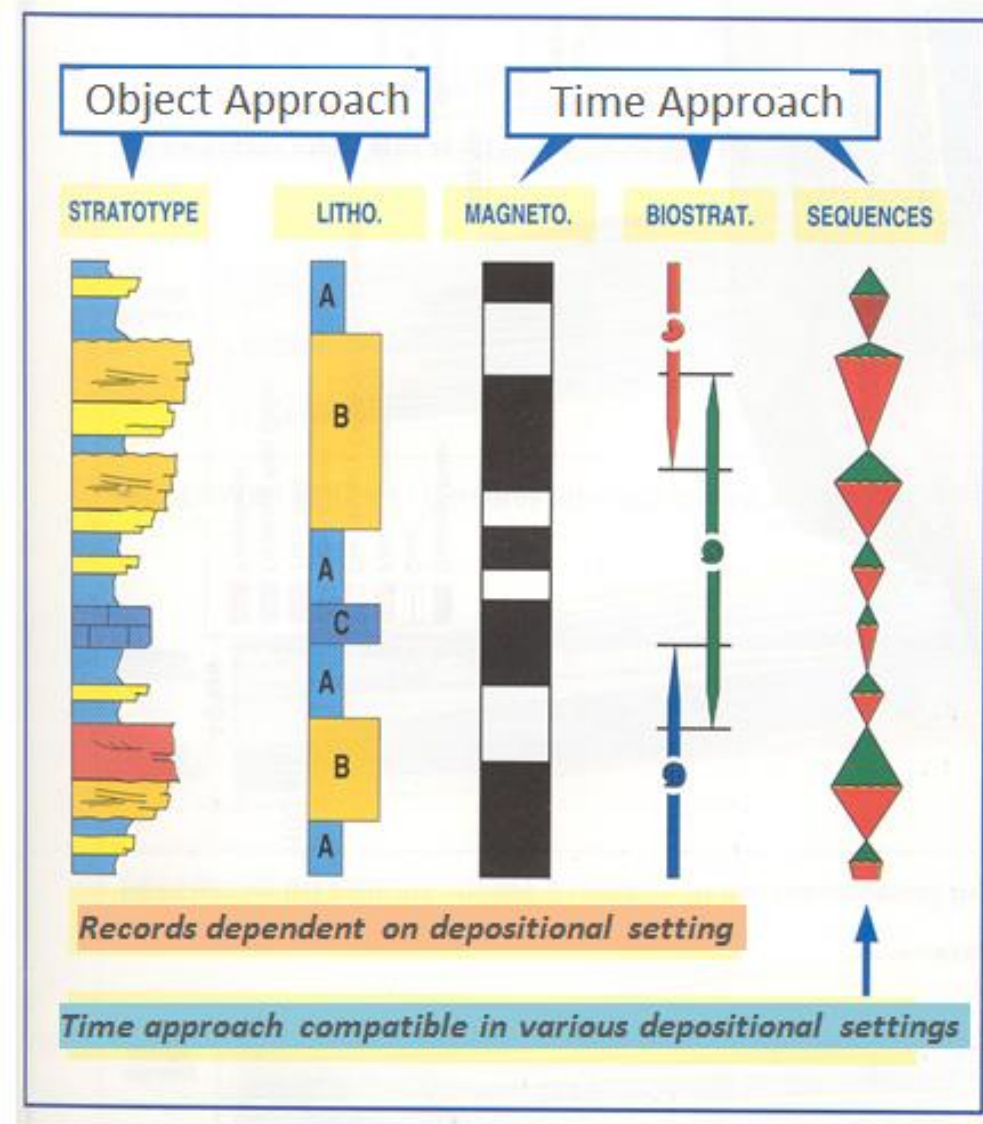 Object Approach
Time Approach
STRATOTYPE
LITHO.
MAGNETO.
BIOSTRAT.
SEQUENCES
A
B
A
C
A
B
A
Records dependent on depositional setting
Time approach compatible in various depositional settings